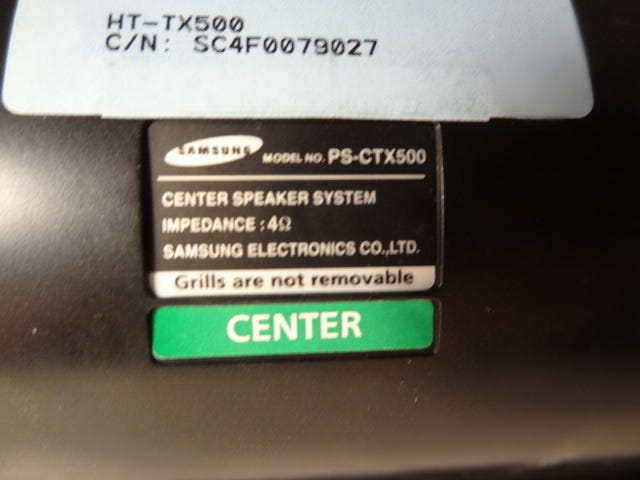 HT-TX500
C/N: SC4F0079027
SAMSUNG MODEL NO. PS-CTX500
CENTER SPEAKER SYSTEM
IMPEDANCE : 4Ω
SAMSUNG ELECTRONICS CO.,LTD.
Grills are not removable
CENTER